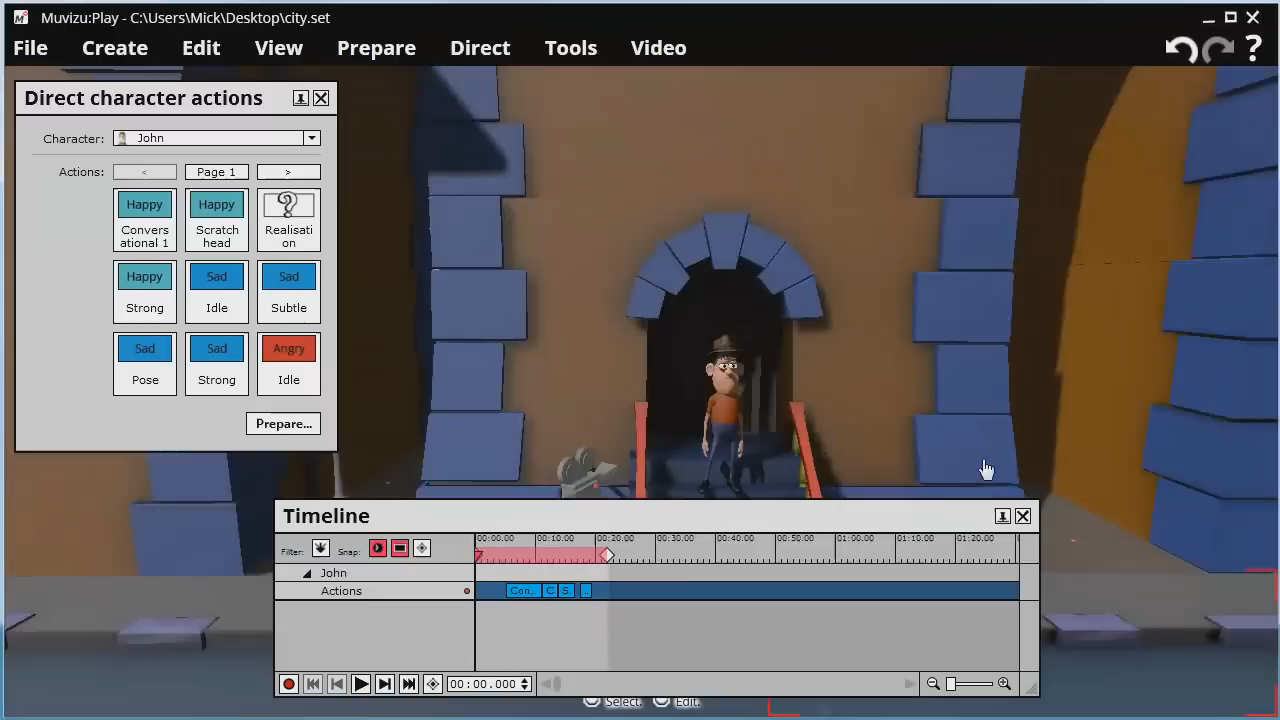 Muvizu:Play - C:\Users\Mick\Desktop\city.set
File Create Edit View Prepare Direct Tools Video
?
Direct character actions
Character: John
Actions: < Page 1 >
Happy Happy ?
Convers Scratch Realisati
ational 1 head on
Happy Sad Sad
Strong Idle Subtle
Sad Sad Angry
Pose Strong Idle
Prepare...
Timeline
Filter: Snap:
00:00.00 00:10.00 00:20.00 00:30.00 00:40.00 00:50.00 01:00.00 01:10.00 01:20.00
John
Actions Con... C S. ..
00:00.000
Select. Edit.